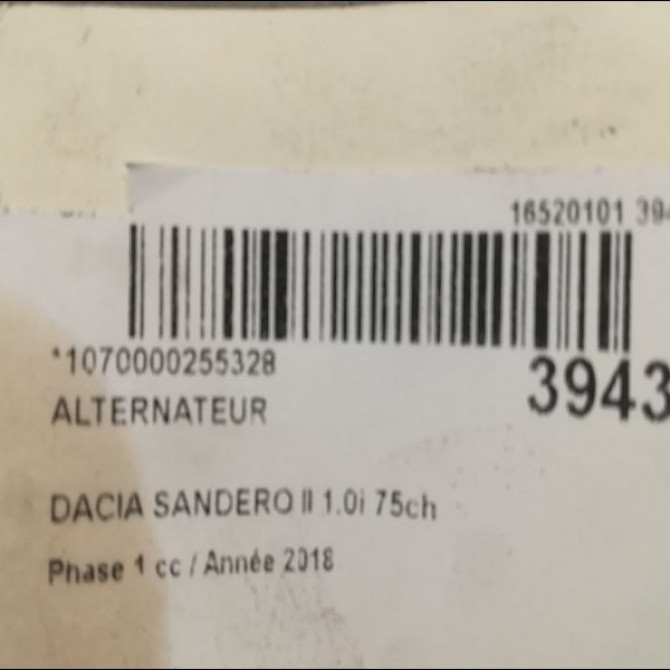 16520101 394
*1070000255328
3943
ALTERNATEUR
DACIA SANDERO II 1.0i 75ch
Phase 1 cc / Année 2018